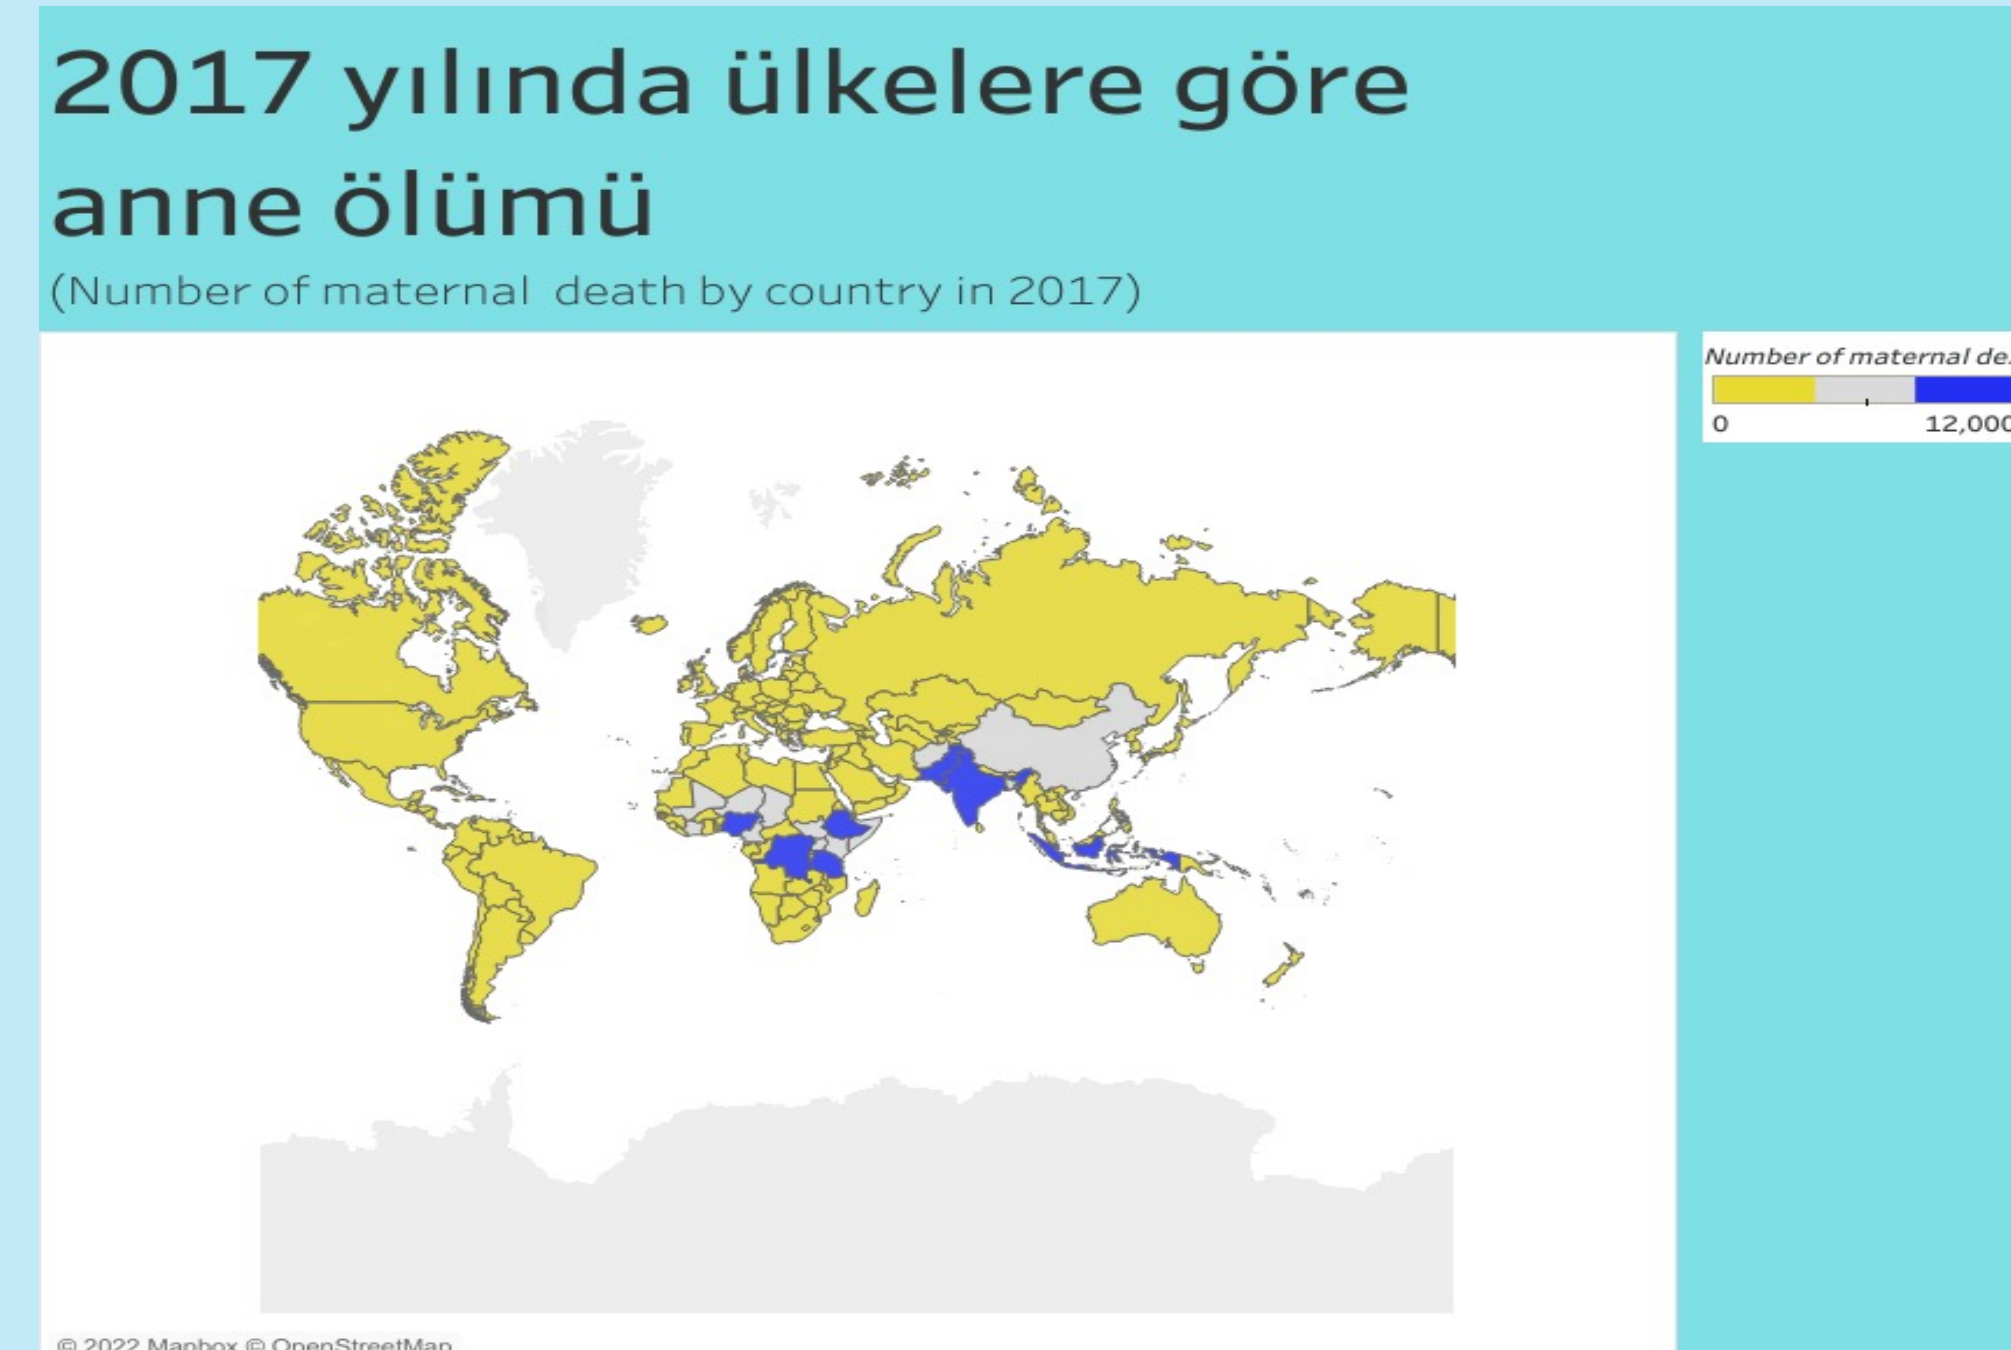 2017 yılında ülkelere göre
anne ölümü
(Number of maternal death by country in 2017)
Number of maternal de..
0
12,000
© 2022 Mapbox © OpenStreetMap